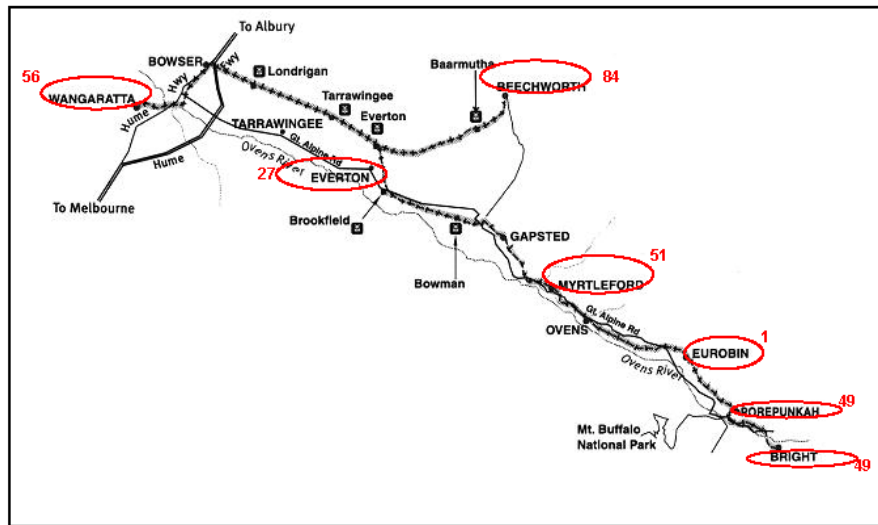 To Albury
BOWSER
Hwy
Fwy
Londrigan
Baarmutha
84
BEECHWORTH
56
WANGARATTA
Hume
Tarrawingee
Everton
TARRAWINGEE
Gt. Alpine Rd
Ovens River
Hume
27
EVERTON
To Melbourne
Brookfield
GAPSTED
51
Bowman
MYRTLEFORD
Gt. Alpine Rd
OVENS
1
EUROBIN
Ovens River
49
POREPUNKAH
Mt. Buffalo
National Park
BRIGHT
49